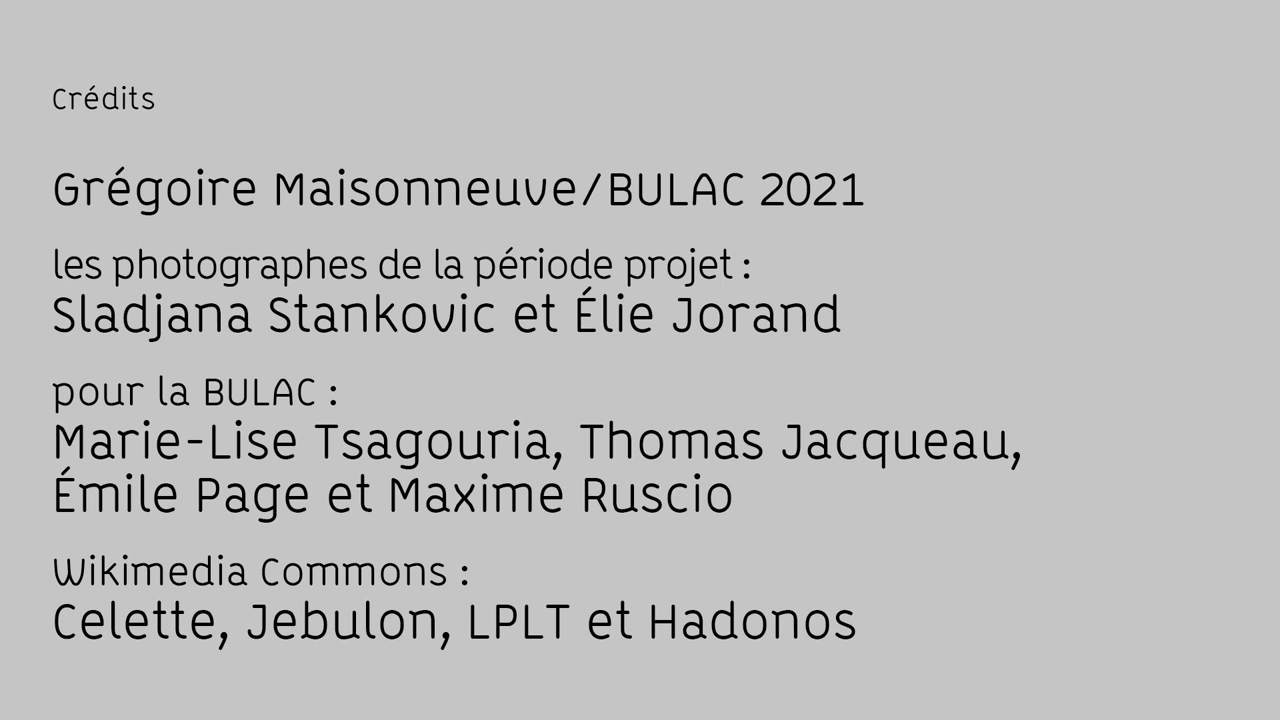 Crédits
Grégoire Maisonneuve/BULAC 2021
les photographes de la période projet :
Sladjana Stankovic et Élie Jorand
pour la BULAC :
Marie-Lise Tsagouria, Thomas Jacqueau,
Émile Page et Maxime Ruscio
Wikimedia Commons :
Celette, Jebulon, LPLT et Hadonos